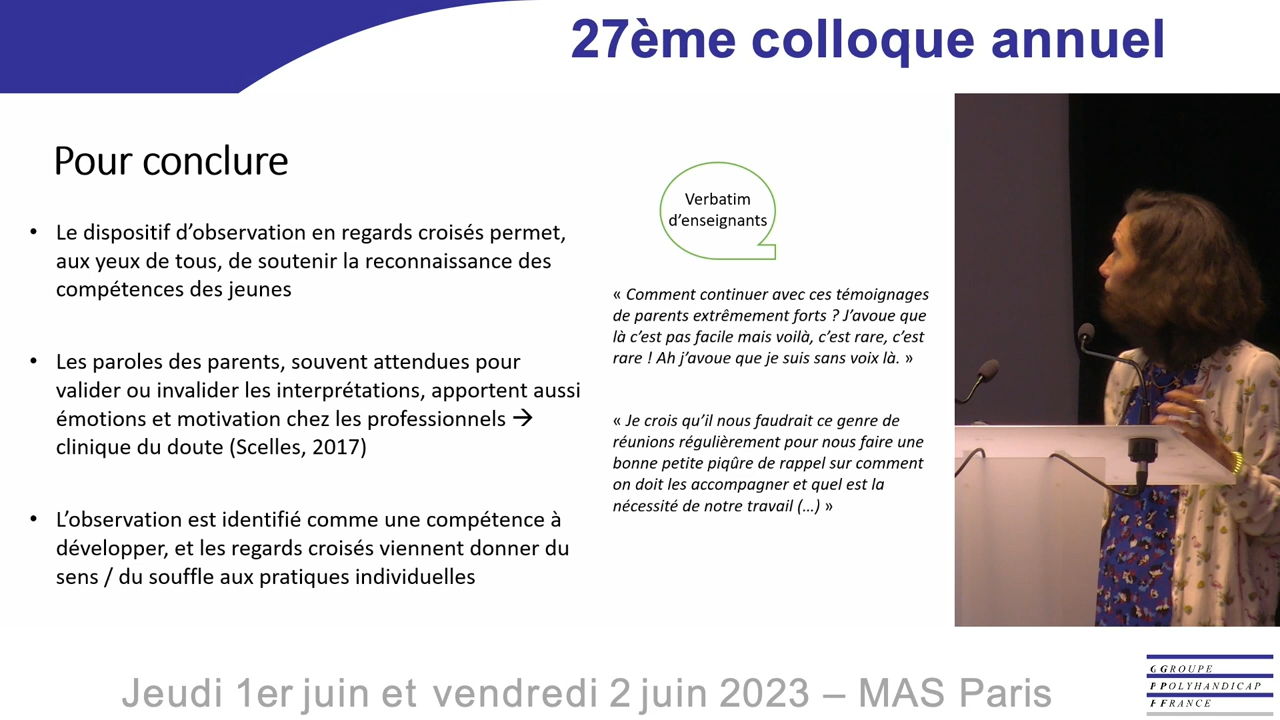 27ème colloque annuel
Pour conclure
• Le dispositif d’observation en regards croisés permet,
aux yeux de tous, de soutenir la reconnaissance des
compétences des jeunes
• Les paroles des parents, souvent attendues pour
valider ou invalider les interprétations, apportent aussi
émotions et motivation chez les professionnels →
clinique du doute (Scelles, 2017)
• L’observation est identifié comme une compétence à
développer, et les regards croisés viennent donner du
sens / du souffle aux pratiques individuelles
Verbatim
d’enseignants
« Comment continuer avec ces témoignages
de parents extrêmement forts ? J’avoue que
là c’est pas facile mais voilà, c’est rare, c’est
rare ! Ah j’avoue que je suis sans voix là. »
« Je crois qu’il nous faudrait ce genre de
réunions régulièrement pour nous faire une
bonne petite piqûre de rappel sur comment
on doit les accompagner et quel est la
nécessité de notre travail (…) »
Jeudi 1er juin et vendredi 2 juin 2023 – MAS Paris
G GROUPE
P POLYHANDICAP
F FRANCE